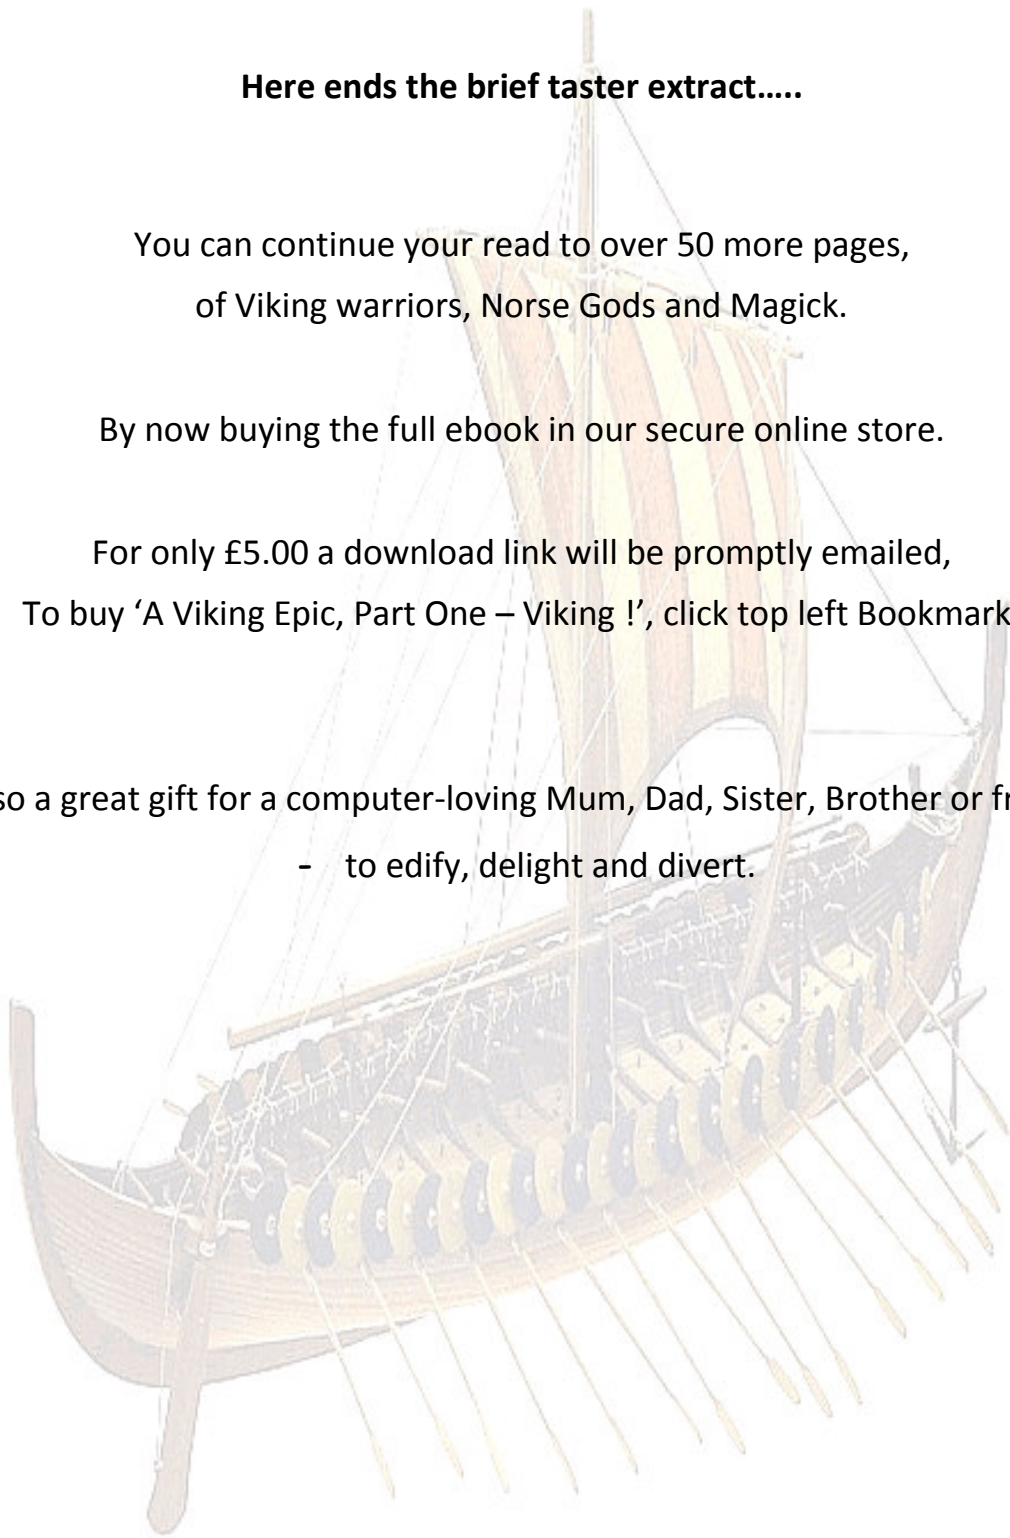 Here ends the brief taster extract…..
You can continue your read to over 50 more pages,
of Viking warriors, Norse Gods and Magick.
By now buying the full ebook in our secure online store.
For only £5.00 a download link will be promptly emailed,
To buy ‘A Viking Epic, Part One – Viking !’, click top left Bookmark
a great gift for a computer-loving Mum, Dad, Sister, Brother or
- to edify, delight and divert.